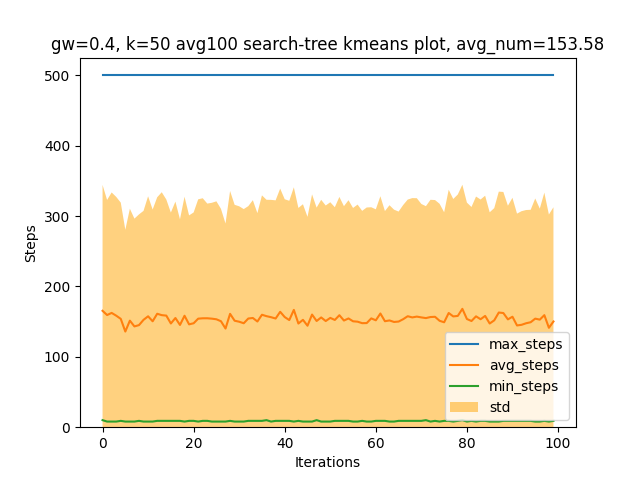 gw=0.4, k=50 avg100 search-tree kmeans plot, avg_num=153.58
500
400
300
200
100
0
Steps
0 20 40 60 80 100
Iterations
max_steps
avg_steps
min_steps
std